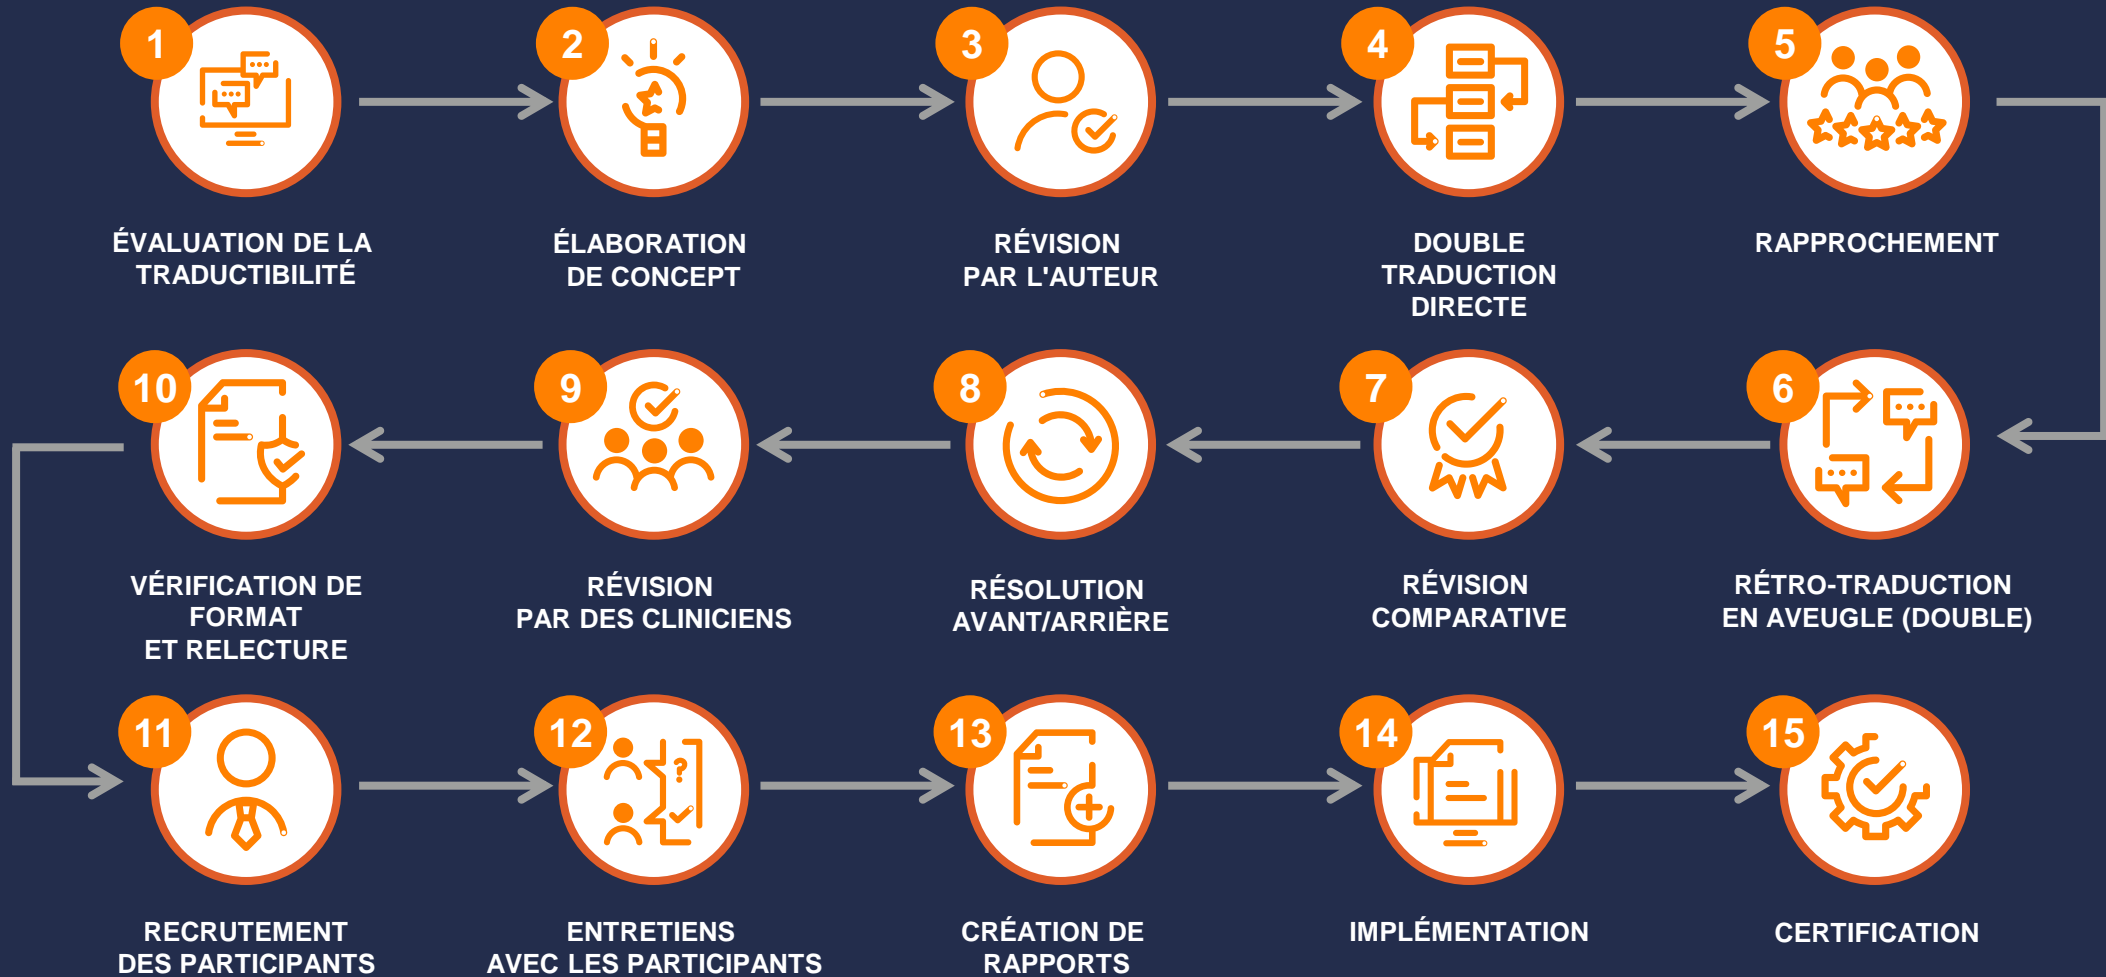 1
ÉVALUATION DE LA
TRADUCTIBILITÉ
2
ÉLABORATION
DE CONCEPT
3
RÉVISION
PAR L'AUTEUR
4
DOUBLE
TRADUCTION
DIRECTE
5
RAPPROCHEMENT
6
RÉTRO-TRADUCTION
EN AVEUGLE (DOUBLE)
7
RÉVISION
COMPARATIVE
8
RÉSOLUTION
AVANT/ARRIÈRE
9
RÉVISION
PAR DES CLINICIENS
10
VÉRIFICATION DE
FORMAT
ET RELECTURE
11
RECRUTEMENT
DES PARTICIPANTS
12
?
ENTRETIENS
AVEC LES PARTICIPANTS
13
CRÉATION DE
RAPPORTS
14
IMPLÉMENTATION
15
CERTIFICATION